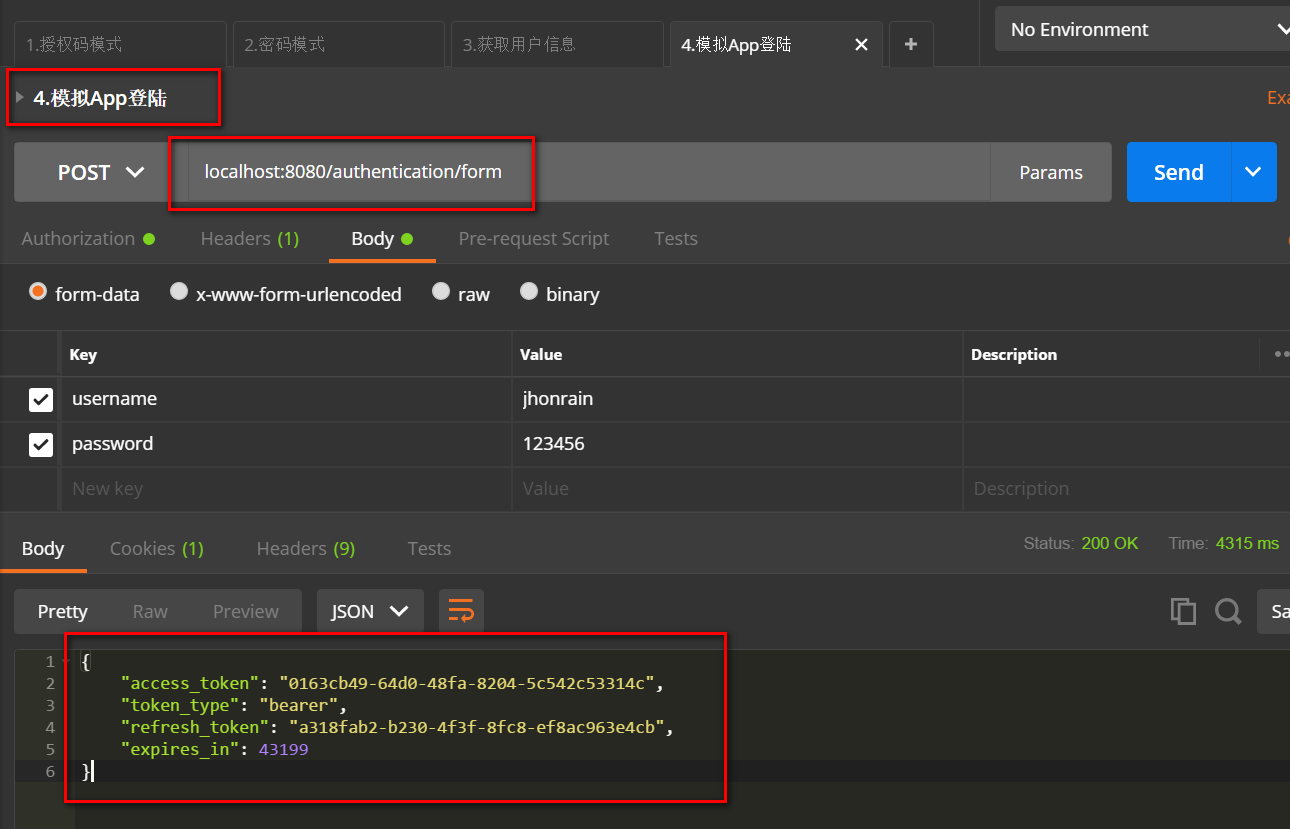 1.授权码模式 2.密码模式 3.获取用户信息 4.模拟App登陆 No Environment
4.模拟App登陆
POST localhost:8080/authentication/form Params Send
Authorization Headers (1) Body Pre-request Script Tests
form-data x-www-form-urlencoded raw binary
Key Value Description
username jhonrain
password 123456
New key Value Description
Body Cookies (1) Headers (9) Tests Status: 200 OK Time: 4315 ms
Pretty Raw Preview JSON
1 {
2 "access_token": "0163cb49-64d0-48fa-8204-5c542c53314c",
3 "token_type": "bearer",
4 "refresh_token": "a318fab2-b230-4f3f-8fc8-ef8ac963e4cb",
5 "expires_in": 43199
6 }